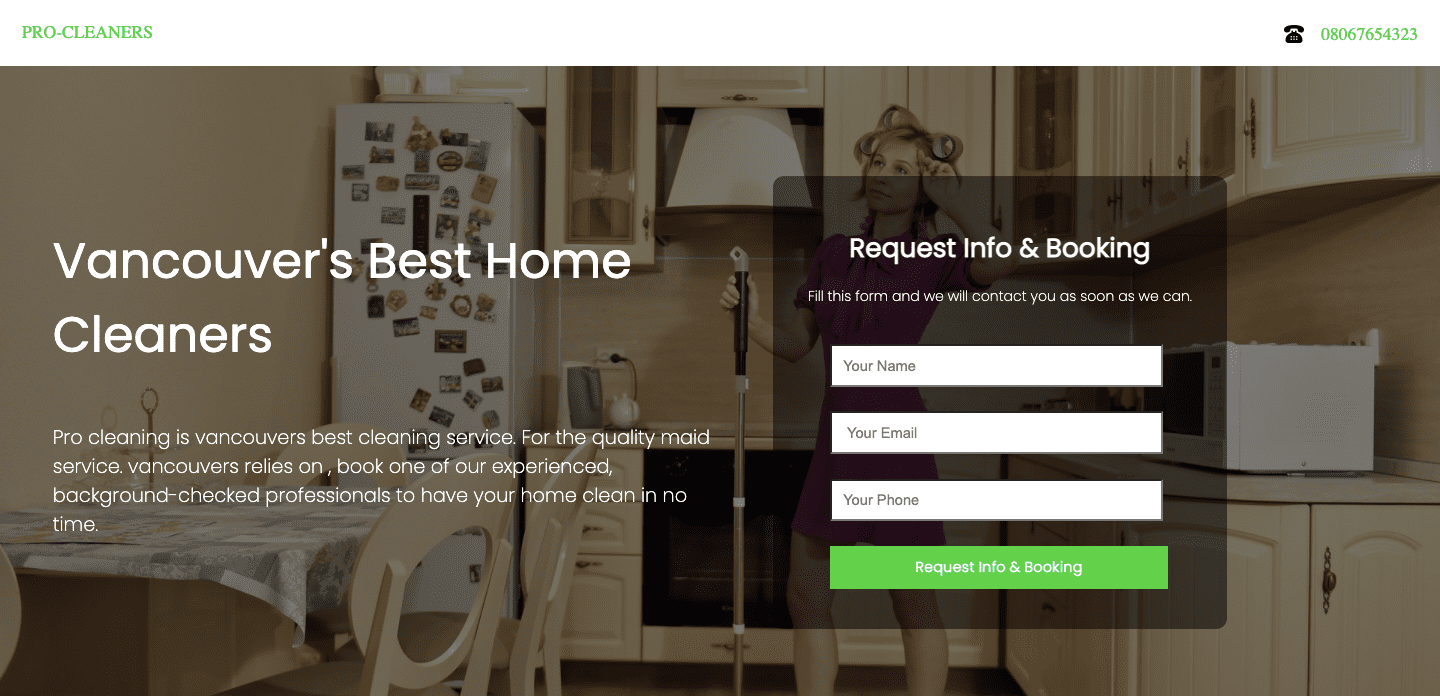 PRO-CLEANERS
08067654323
Vancouver's Best Home
Cleaners
Pro cleaning is vancouvers best cleaning service. For the quality maid
service. vancouvers relies on , book one of our experienced,
background-checked professionals to have your home clean in no
time.
Request Info & Booking
Fill this form and we will contact you as soon as we can.
Your Name
Your Email
Your Phone
Request Info & Booking